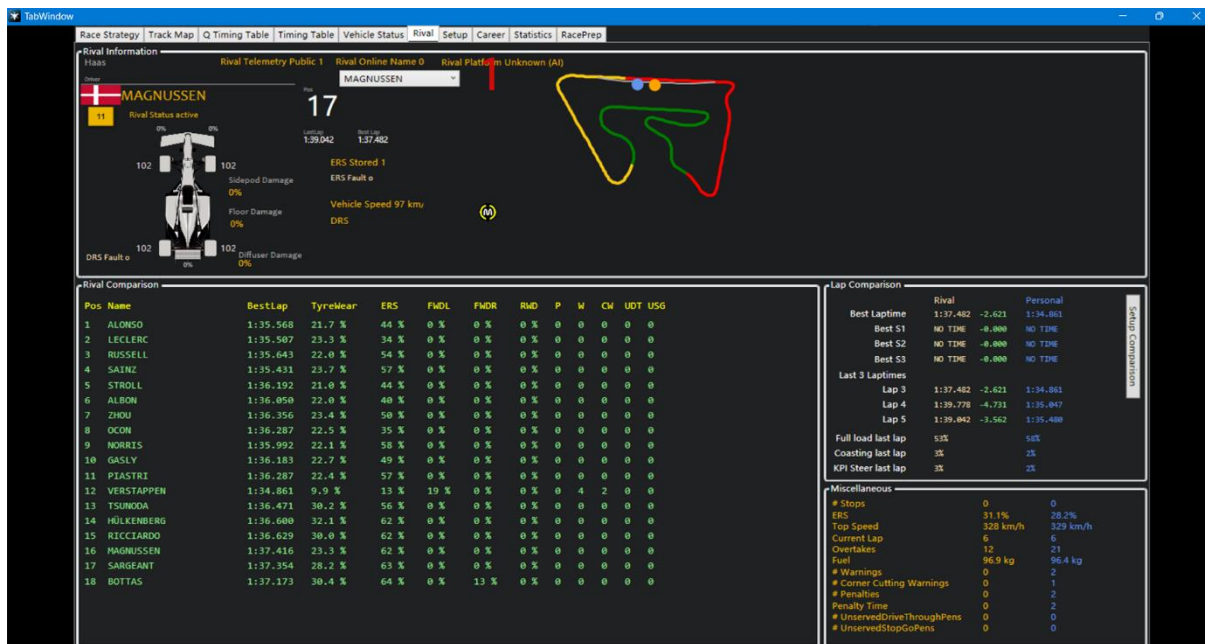 TabWindow
Race Strategy Track Map Q Timing Table Timing Table Vehicle Status Rival Setup Career Statistics RacePrep
Rival Information
Haas Rival Telemetry Public 1 Rival Online Name 0 Rival Platform Unknown (AI)
Driver
MAGNUSSEN
MAGNUSSEN
Pos
17
11 Rival Status active
0% 0%
LastLap Best Lap
1:39.042 1:37.482
102 102
ERS Stored 1
ERS Fault o
Sidepod Damage
0%
Vehicle Speed 97 km/
Floor Damage
0%
DRS
M
102 102
DRS Fault o
Diffuser Damage
0% 0%
Rival Comparison
Pos Name BestLap TyreWear ERS FWDL FWDR RWD P W CW UDT USG
1 ALONSO 1:35.568 21.7 % 44 % 0 % 0 % 0 % 0 0 0 0 0
2 LECLERC 1:35.507 23.3 % 34 % 0 % 0 % 0 % 0 0 0 0 0
3 RUSSELL 1:35.643 22.0 % 54 % 0 % 0 % 0 % 0 0 0 0 0
4 SAINZ 1:35.431 23.7 % 57 % 0 % 0 % 0 % 0 0 0 0 0
5 STROLL 1:36.192 21.0 % 44 % 0 % 0 % 0 % 0 0 0 0 0
6 ALBON 1:36.050 22.0 % 40 % 0 % 0 % 0 % 0 0 0 0 0
7 ZHOU 1:36.356 23.4 % 50 % 0 % 0 % 0 % 0 0 0 0 0
8 OCON 1:36.287 22.5 % 35 % 0 % 0 % 0 % 0 0 0 0 0
9 NORRIS 1:35.992 22.1 % 58 % 0 % 0 % 0 % 0 0 0 0 0
10 GASLY 1:36.183 22.7 % 49 % 0 % 0 % 0 % 0 0 0 0 0
11 PIASTRI 1:36.287 22.4 % 57 % 0 % 0 % 0 % 0 0 0 0 0
12 VERSTAPPEN 1:34.861 9.9 % 13 % 19 % 0 % 0 % 0 4 2 0 0
13 TSUNODA 1:36.471 30.2 % 56 % 0 % 0 % 0 % 0 0 0 0 0
14 HÜLKENBERG 1:36.600 32.1 % 62 % 0 % 0 % 0 % 0 0 0 0 0
15 RICCIARDO 1:36.629 30.0 % 62 % 0 % 0 % 0 % 0 0 0 0 0
16 MAGNUSSEN 1:37.416 23.3 % 62 % 0 % 0 % 0 % 0 0 0 0 0
17 SARGEANT 1:37.354 28.2 % 63 % 0 % 0 % 0 % 0 0 0 0 0
18 BOTTAS 1:37.173 30.4 % 64 % 0 % 13 % 0 % 0 0 0 0 0
Lap Comparison
Rival Personal
Best Laptime 1:37.482 -2.621 1:34.861
Best S1 NO TIME -0.000 NO TIME
Best S2 NO TIME -0.000 NO TIME
Best S3 NO TIME -0.000 NO TIME
Last 3 Laptimes
Lap 3 1:37.482 -2.621 1:34.861
Lap 4 1:39.778 -4.731 1:35.047
Lap 5 1:39.042 -3.562 1:35.480
Full load last lap 53% 58%
Coasting last lap 3% 2%
KPI Steer last lap 3% 2%
Setup Comparison
Miscellaneous
# Stops 0 0
ERS 31.1% 28.2%
Top Speed 328 km/h 329 km/h
Current Lap 6 6
Overtakes 12 21
Fuel 96.9 kg 96.4 kg
# Warnings 0 2
# Corner Cutting Warnings 0 1
# Penalties 0 2
Penalty Time 0 2
# UnservedDriveThroughPens 0 0
# UnservedStopGoPens 0 0